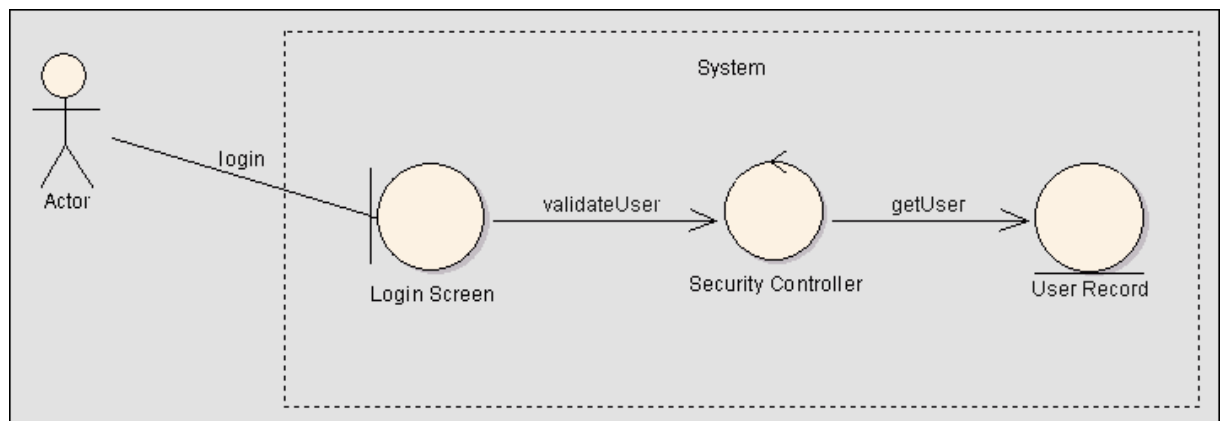 System
login
Actor
validateUser
getUser
Login Screen
Security Controller
User Record